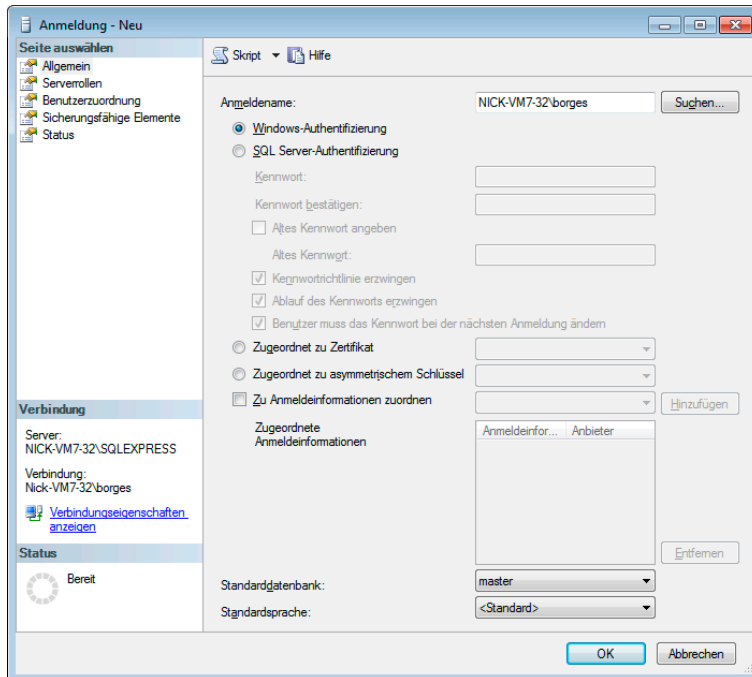 Anmeldung - Neu
Seite auswählen
Allgemein
Serverrollen
Benutzerzuordnung
Sicherungsfähige Elemente
Status
Verbindung
Server:
NICK-VM7-32\SQLEXPRESS
Verbindung:
Nick-VM7-32\borges
Verbindungseigenschaften
anzeigen
Status
Bereit
Skript
Hilfe
Anmeldename:
NICK-VM7-32\borges
Suchen...
Windows-Authentifizierung
SQL Server-Authentifizierung
Kennwort:
Kennwort bestätigen:
Altes Kennwort angeben
Altes Kennwort:
Kennwortrichtlinie erzwingen
Ablauf des Kennworts erzwingen
Benutzer muss das Kennwort bei der nächsten Anmeldung ändern
Zugeordnet zu Zertifikat
Zugeordnet zu asymmetrischem Schlüssel
Zu Anmeldeinformationen zuordnen
Hinzufügen
Zugeordnete
Anmeldeinformationen
Anmeldeinfor... Anbieter
Entfernen
Standarddatenbank:
master
Standardsprache:
<Standard>
OK
Abbrechen